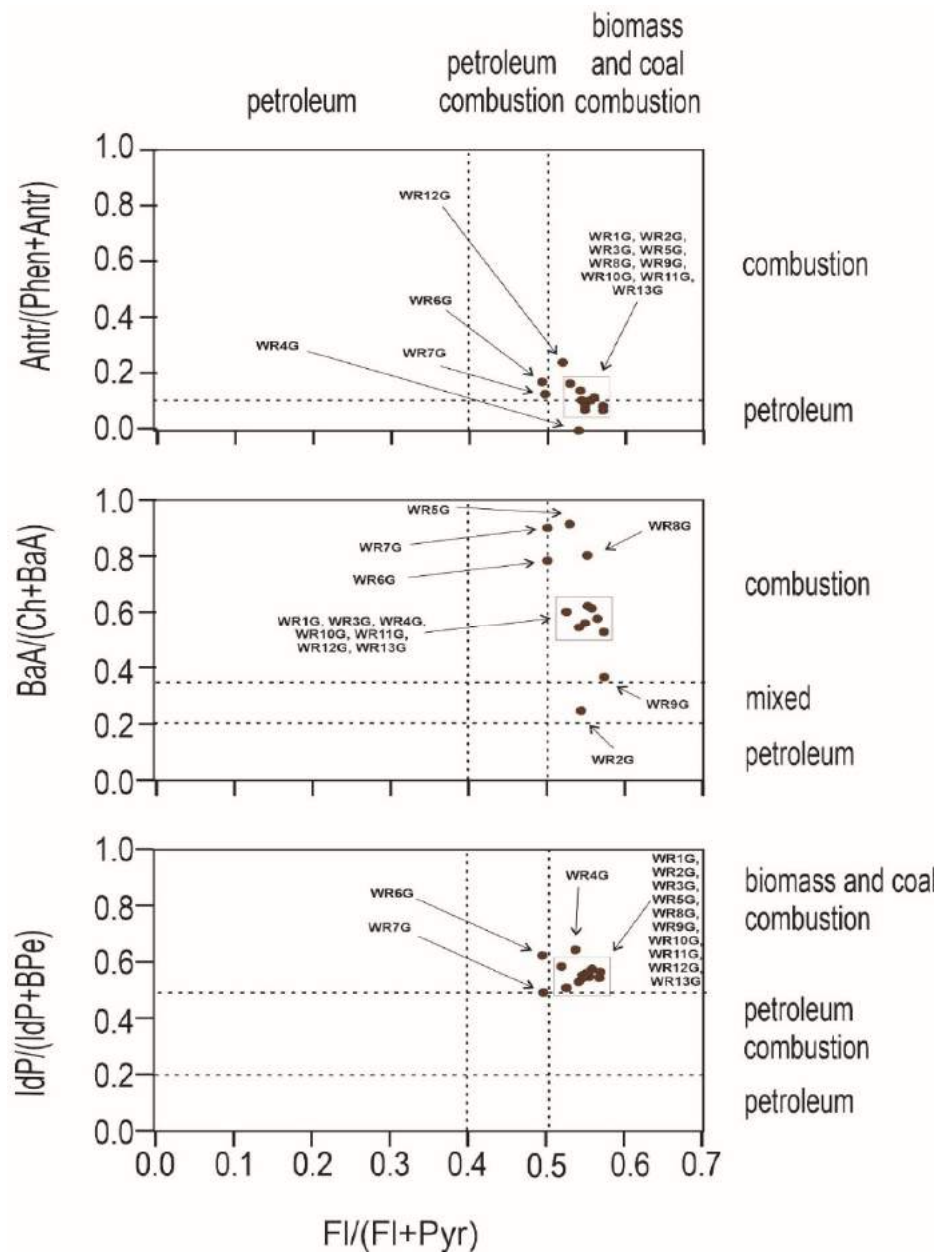 petroleum
petroleum
combustion
biomass
and coal
combustion
Antr/(Phen+Antr)
1.0
0.8
0.6
0.4
0.2
0.0
WR12G
WR6G
WR4G
WR7G
WR1G, WR2G,
WR3G, WR5G,
WR8G, WR9G,
WR10G, WR11G,
WR13G
combustion
petroleum
BaA/(Ch+BaA)
1.0
0.8
0.6
0.4
0.2
0.0
WR5G
WR7G
WR6G
WR8G
WR1G, WR3G, WR4G,
WR10G, WR11G,
WR12G, WR13G
WR9G
WR2G
combustion
mixed
petroleum
IdP/(IdP+BPe)
1.0
0.8
0.6
0.4
0.2
0.0
WR6G
WR7G
WR4G
WR1G,
WR2G,
WR3G,
WR5G,
WR8G,
WR9G,
WR10G,
WR11G,
WR12G,
WR13G
biomass and coal
combustion
petroleum
combustion
petroleum
0.0 0.1 0.2 0.3 0.4 0.5 0.6 0.7
Fl/(Fl+Pyr)